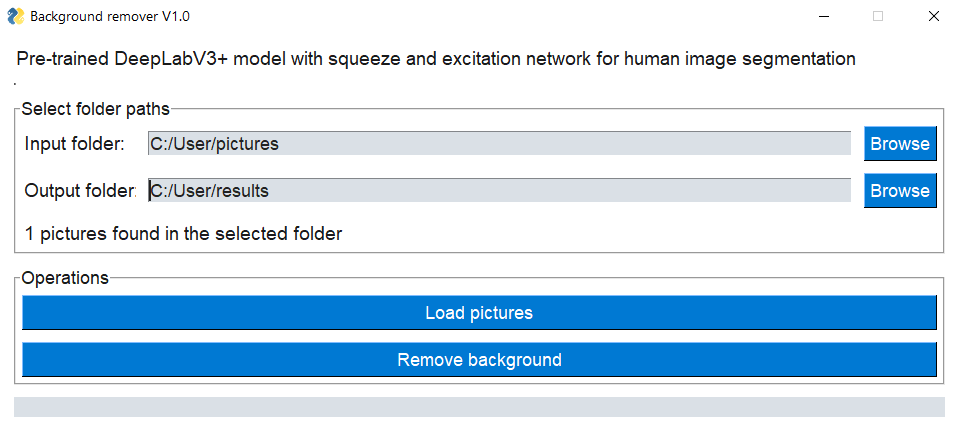 Background remover V1.0
Pre-trained DeepLabV3+ model with squeeze and excitation network for human image segmentation
.
Select folder paths
Input folder: C:/User/pictures Browse
Output folder: C:/User/results Browse
1 pictures found in the selected folder
Operations
Load pictures
Remove background